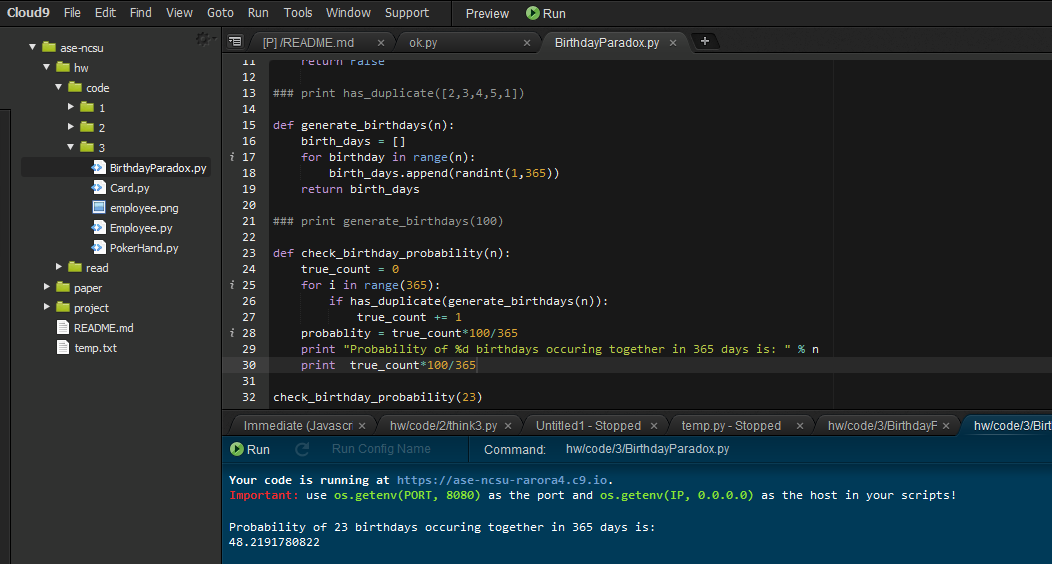 Cloud9 File Edit Find View Goto Run Tools Window Support Preview Run
ase-ncsu
hw
code
1
2
3
BirthdayParadox.py
Card.py
employee.png
Employee.py
PokerHand.py
read
paper
project
README.md
temp.txt
[P] /README.md × ok.py × BirthdayParadox.py × +
11 return False
12
13 ### print has_duplicate([2,3,4,5,1])
14
15 def generate_birthdays(n):
16 birth_days = []
i 17 for birthday in range(n):
18 birth_days.append(randint(1,365))
19 return birth_days
20
21 ### print generate_birthdays(100)
22
23 def check_birthday_probability(n):
24 true_count = 0
i 25 for i in range(365):
26 if has_duplicate(generate_birthdays(n)):
27 true_count += 1
i 28 probablity = true_count*100/365
29 print "Probability of %d birthdays occuring together in 365 days is: " % n
30 print true_count*100/365
31
32 check_birthday_probability(23)
Immediate (Javascri × hw/code/2/think3.py × Untitled1 - Stopped × temp.py - Stopped × hw/code/3/BirthdayF × hw/code/3/Birt
Run Run Config Name Command: hw/code/3/BirthdayParadox.py
Your code is running at https://ase-ncsu-rarora4.c9.io.
Important: use os.getenv(PORT, 8080) as the port and os.getenv(IP, 0.0.0.0) as the host in your scripts!
Probability of 23 birthdays occuring together in 365 days is:
48.2191780822